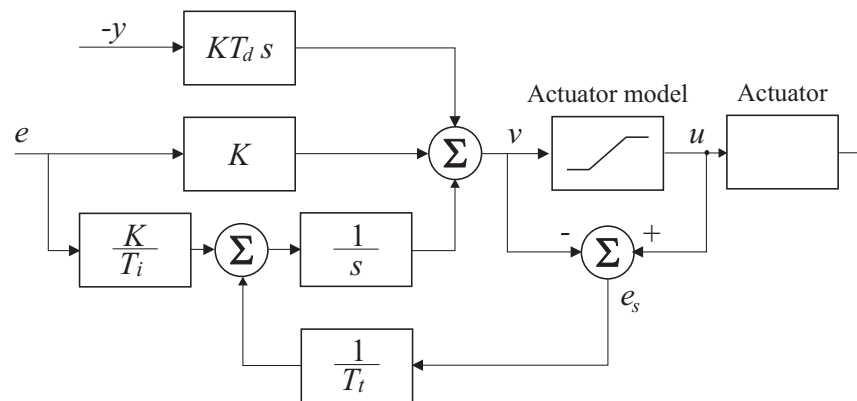 -y
KT_d s
Actuator model
Actuator
e
K
Σ
v
u
K
T_i
Σ
1
s
-
Σ
+
e_s
1
T_t